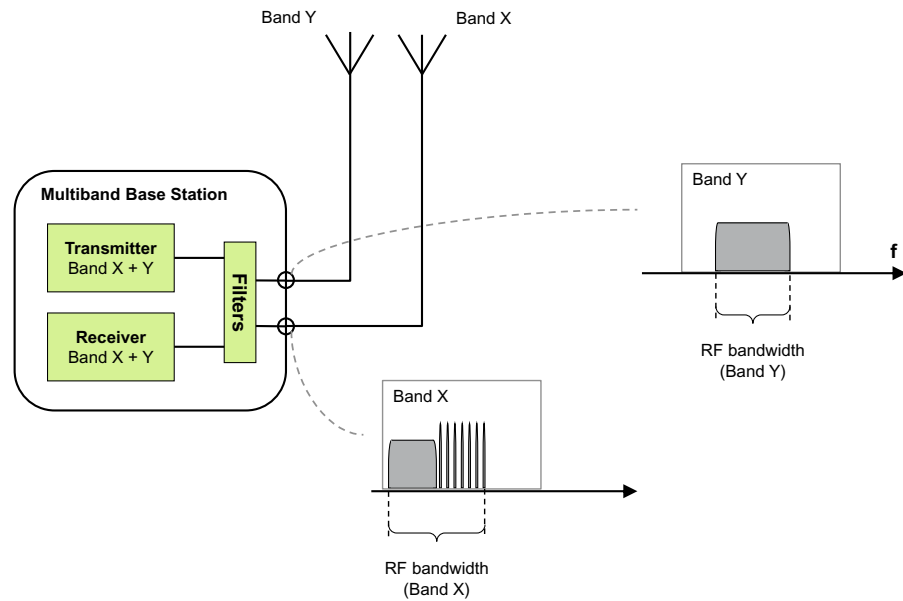 Band Y
Band X
Multiband Base Station
Transmitter
Band X + Y
Filters
Receiver
Band X + Y
Band Y
f
RF bandwidth
(Band Y)
Band X
RF bandwidth
(Band X)